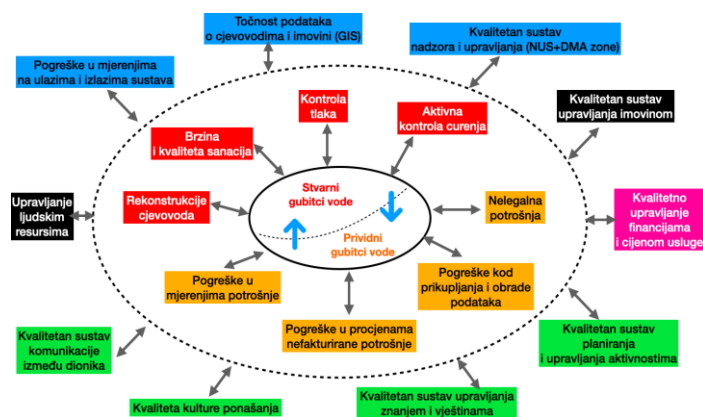 Točnost podataka
o cjevovodima i imovini (GIS)
Kvalitetan sustav
nadzora i upravljanja (NUS+DMA zone)
Pogreške u mjerenjima
na ulazima i izlazima sustava
Kvalitetan sustav
upravljanja imovinom
Kontrola
tlaka
Aktivna
kontrola curenja
Brzina
i kvaliteta sanacija
Rekonstrukcije
cjevovoda
Stvarni
gubitci vode
Prividni
gubitci vode
Nelegalna
potrošnja
Upravljanje
ljudskim
resursima
Kvalitetno
upravljanje
financijama
i cijenom usluge
Pogreške u
mjerenjima potrošnje
Pogreške kod
prikupljanja i obrade
podataka
Pogreške u procjenama
nefakturirane potrošnje
Kvalitetan sustav
komunikacije
između dionika
Kvalitetan sustav
planiranja
i upravljanja aktivnostima
Kvaliteta kulture ponašanja
Kvalitetan sustav upravljanja
znanjem i vještinama